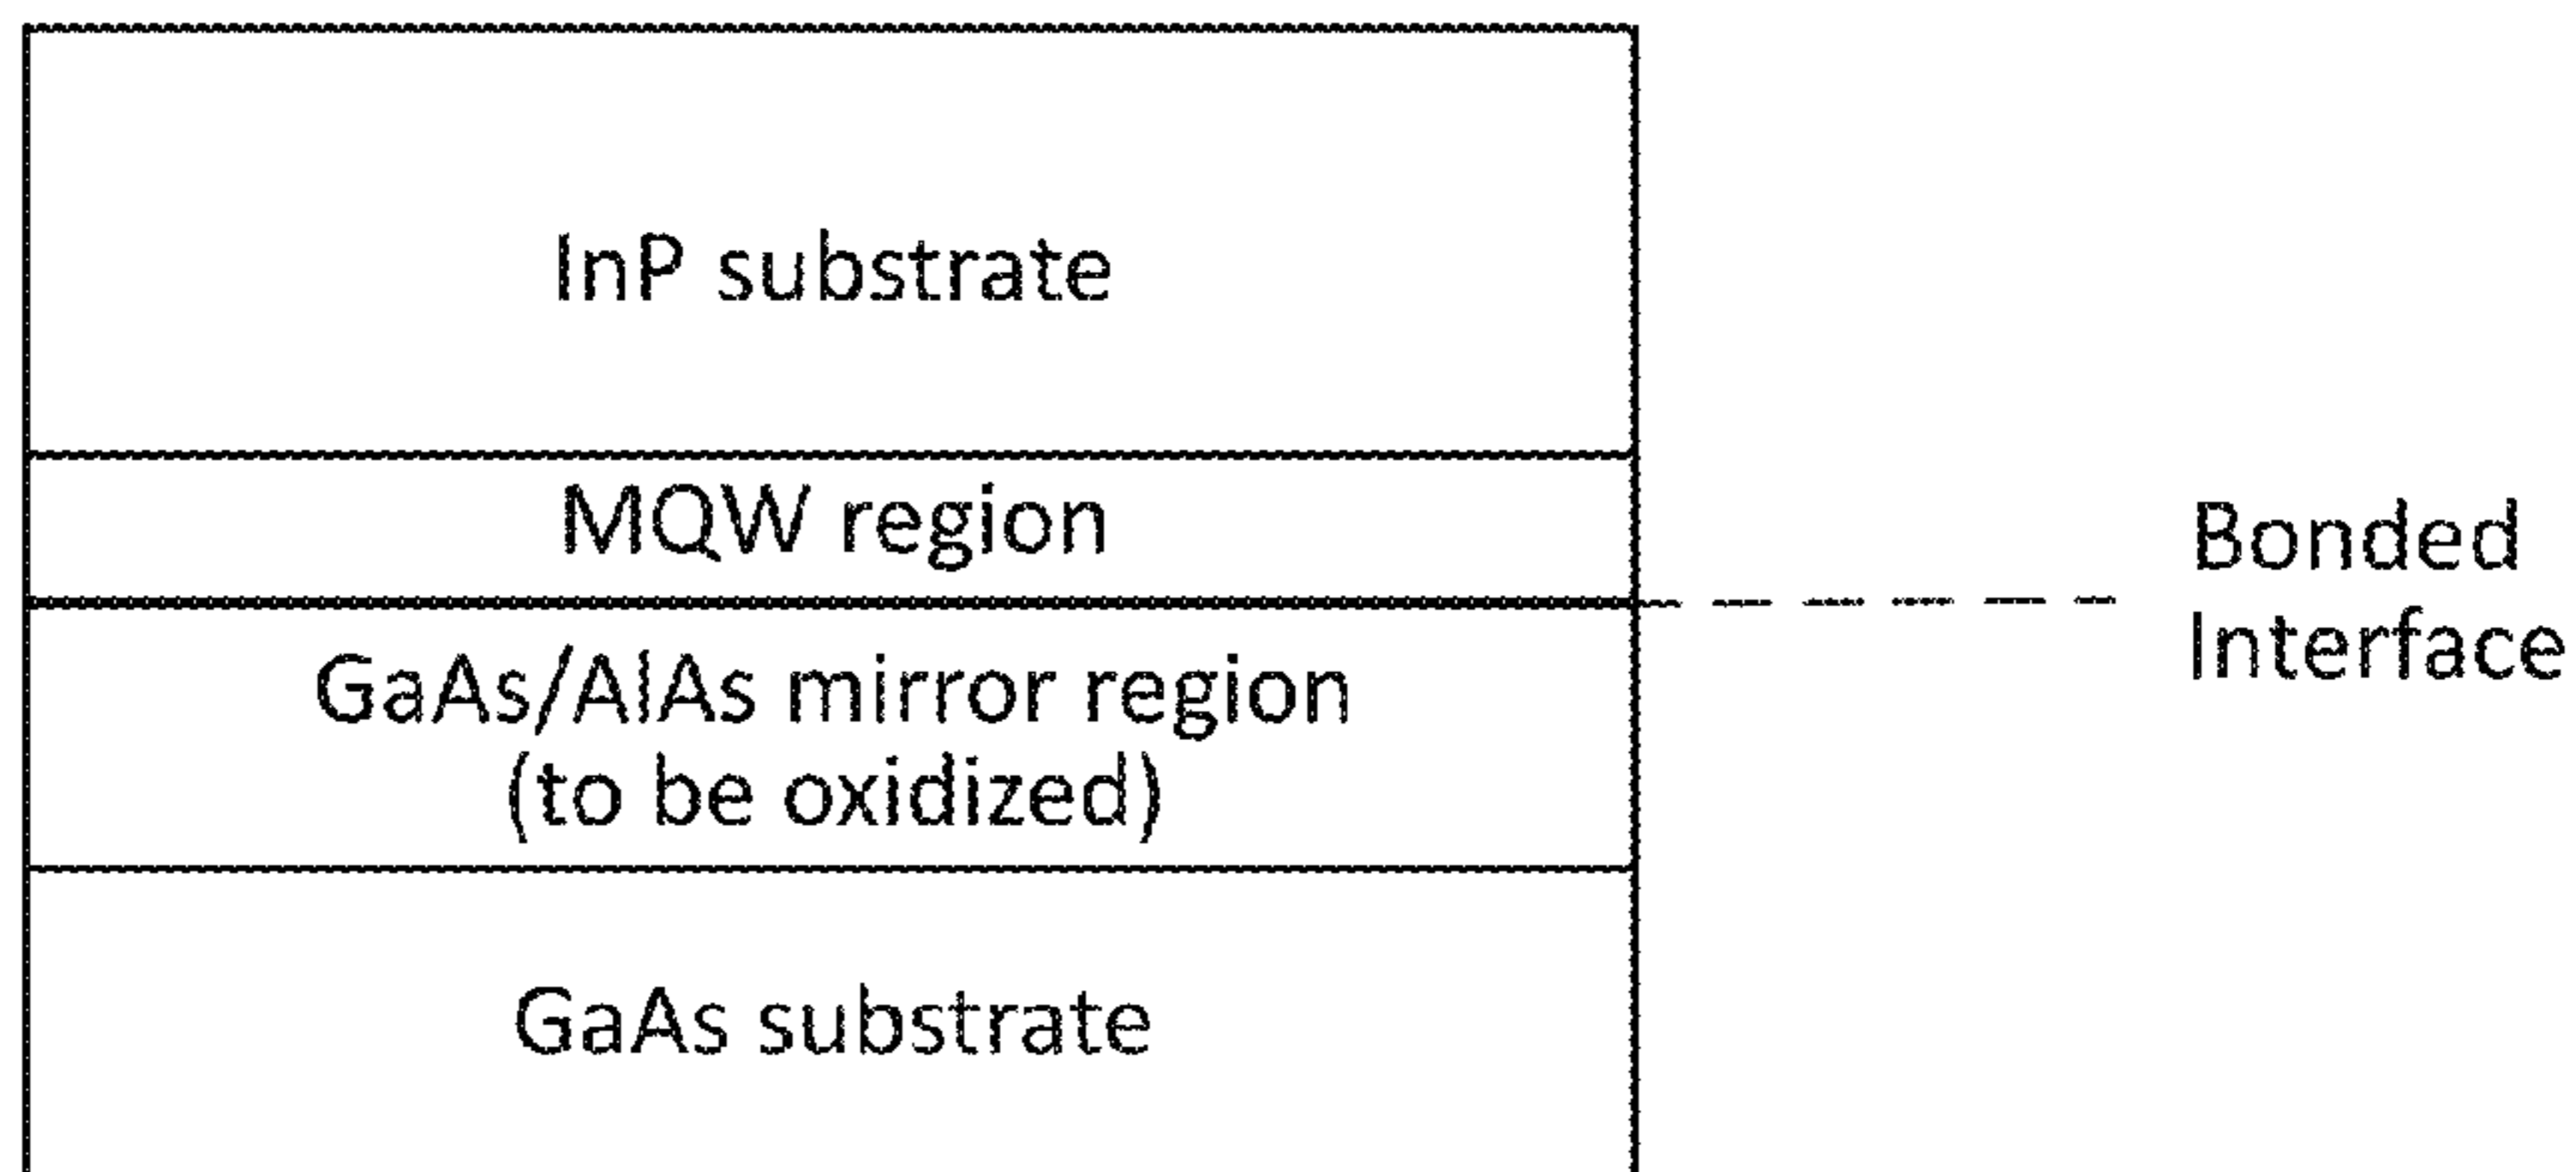 InP substrate
MQW region
Bonded
Interface
GaAs/AlAs mirror region
(to be oxidized)
GaAs substrate